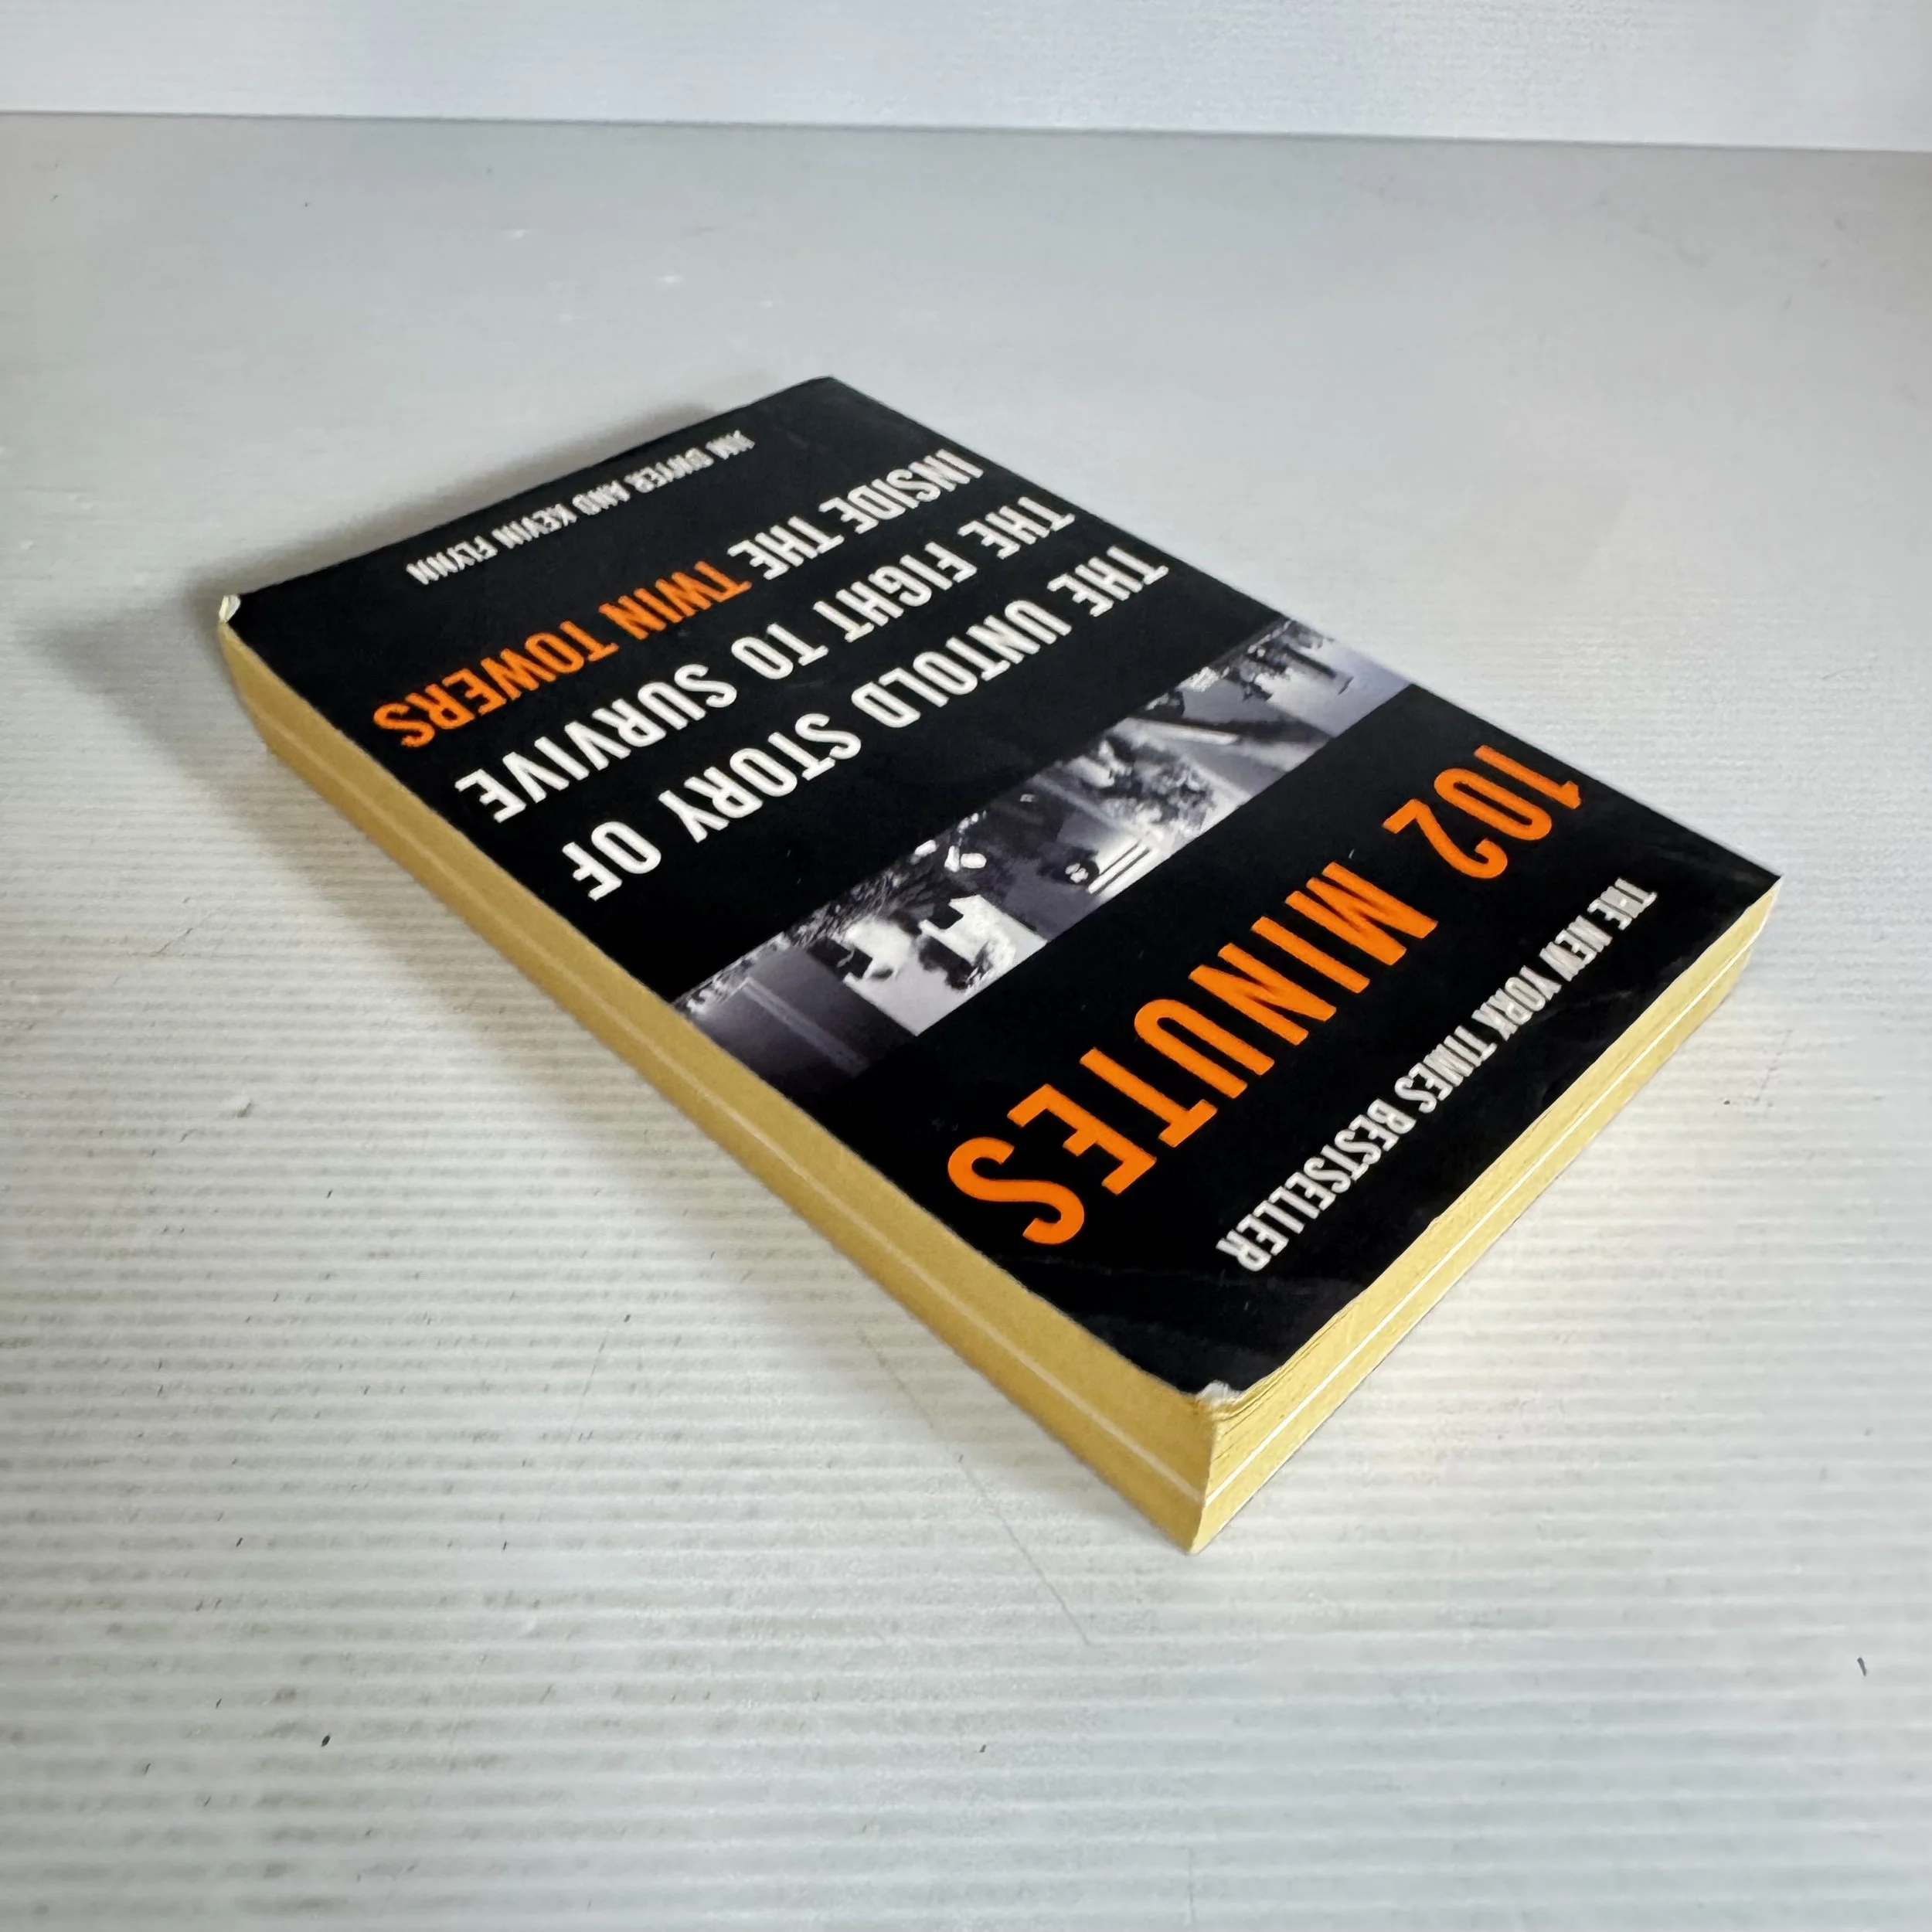 THE NEW YORK TIMES BESTSELLER
102 MINUTES
THE UNTOLD STORY OF
THE FIGHT TO SURVIVE
INSIDE THE TWIN TOWERS
JIM DWYER AND KEVIN FLYNN